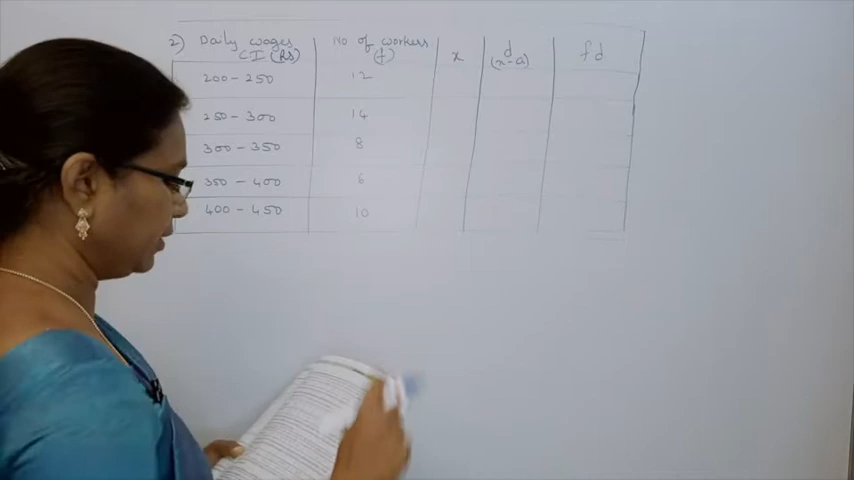 2) Daily wages No of workers x d fd
CI (Rs) (f) (x-a)
200-250 12
250-300 14
300-350 8
350-400 6
400-450 10